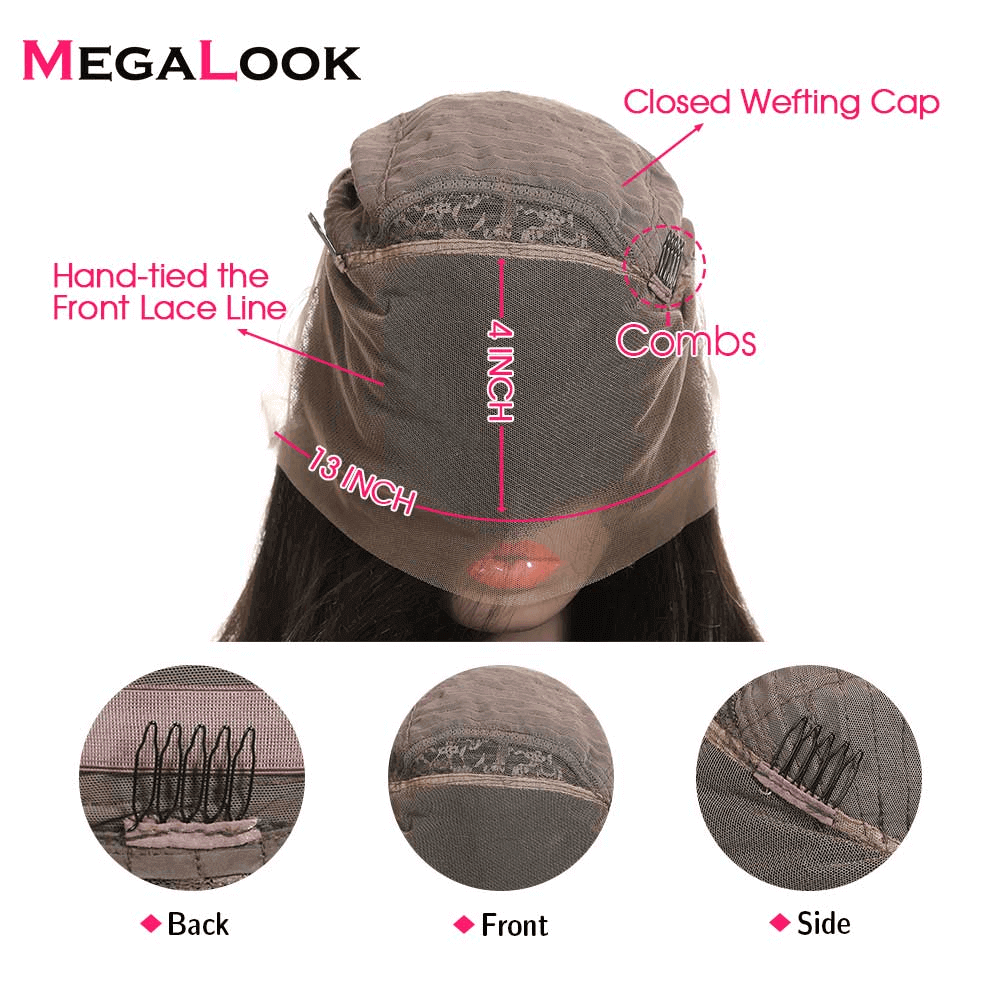 MEGALOOK
Closed Wefting Cap
Hand-tied the
Front Lace Line
Combs
4 INCH
13 INCH
Back
Front
Side